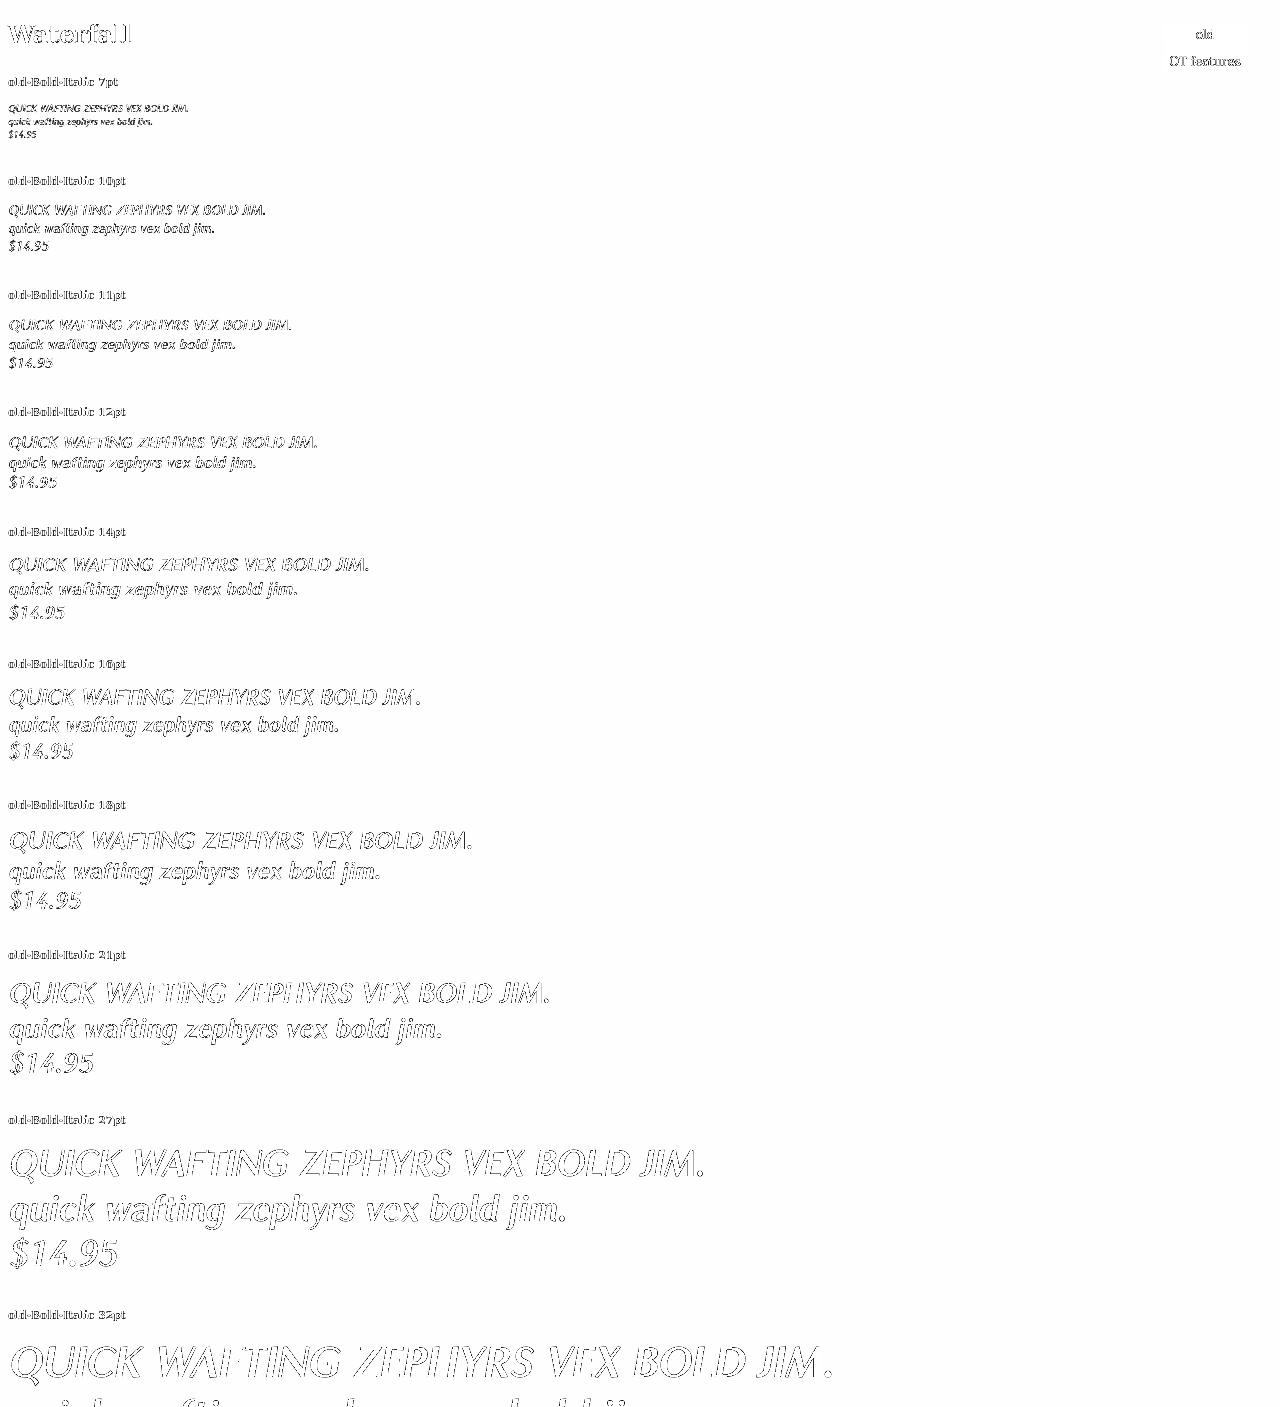 Waterfall
old
OT features
old-Bold-Italic 7pt
QUICK WAFTING ZEPHYRS VEX BOLD JIM.
quick wafting zephyrs vex bold jim.
$14.95
old-Bold-Italic 10pt
QUICK WAFTING ZEPHYRS VEX BOLD JIM.
quick wafting zephyrs vex bold jim.
$14.95
old-Bold-Italic 11pt
QUICK WAFTING ZEPHYRS VEX BOLD JIM.
quick wafting zephyrs vex bold jim.
$14.95
old-Bold-Italic 12pt
QUICK WAFTING ZEPHYRS VEX BOLD JIM.
quick wafting zephyrs vex bold jim.
$14.95
old-Bold-Italic 14pt
QUICK WAFTING ZEPHYRS VEX BOLD JIM.
quick wafting zephyrs vex bold jim.
$14.95
old-Bold-Italic 16pt
QUICK WAFTING ZEPHYRS VEX BOLD JIM.
quick wafting zephyrs vex bold jim.
$14.95
old-Bold-Italic 18pt
QUICK WAFTING ZEPHYRS VEX BOLD JIM.
quick wafting zephyrs vex bold jim.
$14.95
old-Bold-Italic 21pt
QUICK WAFTING ZEPHYRS VEX BOLD JIM.
quick wafting zephyrs vex bold jim.
$14.95
old-Bold-Italic 27pt
QUICK WAFTING ZEPHYRS VEX BOLD JIM.
quick wafting zephyrs vex bold jim.
$14.95
old-Bold-Italic 32pt
QUICK WAFTING ZEPHYRS VEX BOLD JIM.